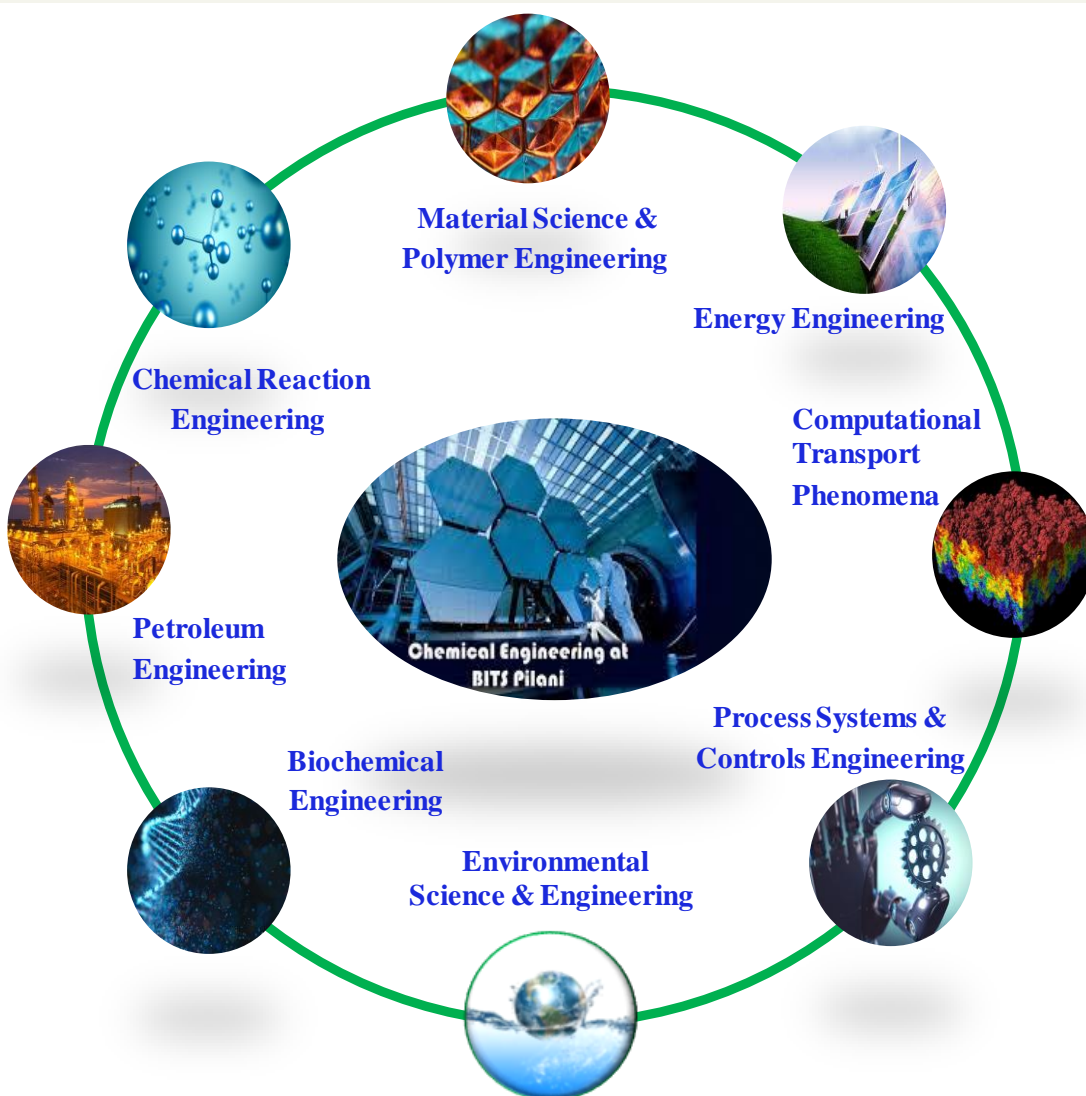 Material Science &
Polymer Engineering
Energy Engineering
Chemical Reaction
Engineering
Computational
Transport
Phenomena
Chemical Engineering at
BITS Pilani
Petroleum
Engineering
Process Systems &
Controls Engineering
Biochemical
Engineering
Environmental
Science & Engineering